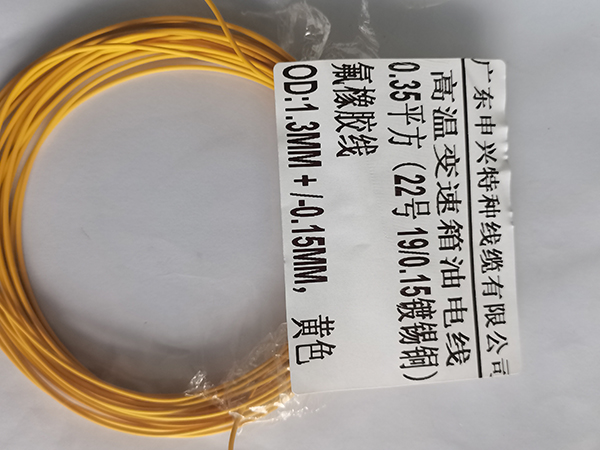 广东申兴特种线缆有限公司
高温变速箱油电线
0.35平方（22号 19/0.15镀锡铜）
氟橡胶线
OD:1.3MM + /-0.15MM， 黄色